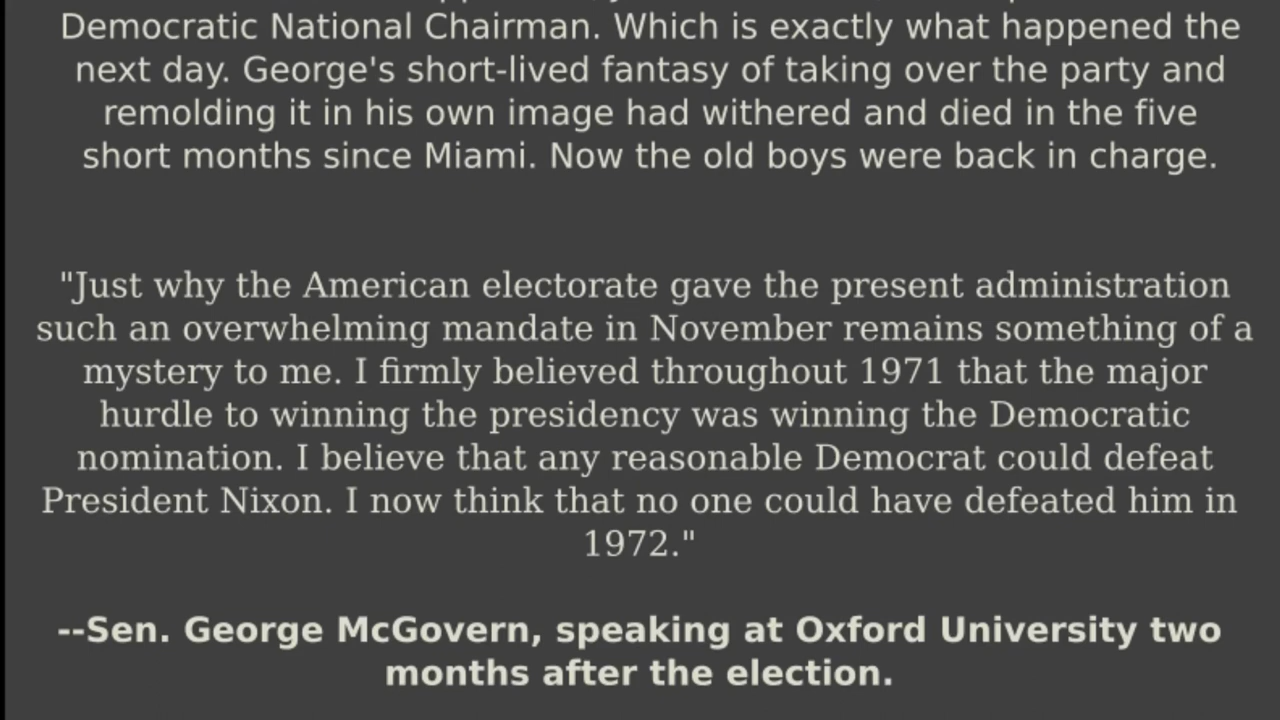 Democratic National Chairman. Which is exactly what happened the
next day. George's short-lived fantasy of taking over the party and
remolding it in his own image had withered and died in the five
short months since Miami. Now the old boys were back in charge.
"Just why the American electorate gave the present administration
such an overwhelming mandate in November remains something of a
mystery to me. I firmly believed throughout 1971 that the major
hurdle to winning the presidency was winning the Democratic
nomination. I believe that any reasonable Democrat could defeat
President Nixon. I now think that no one could have defeated him in
1972."
--Sen. George McGovern, speaking at Oxford University two
months after the election.